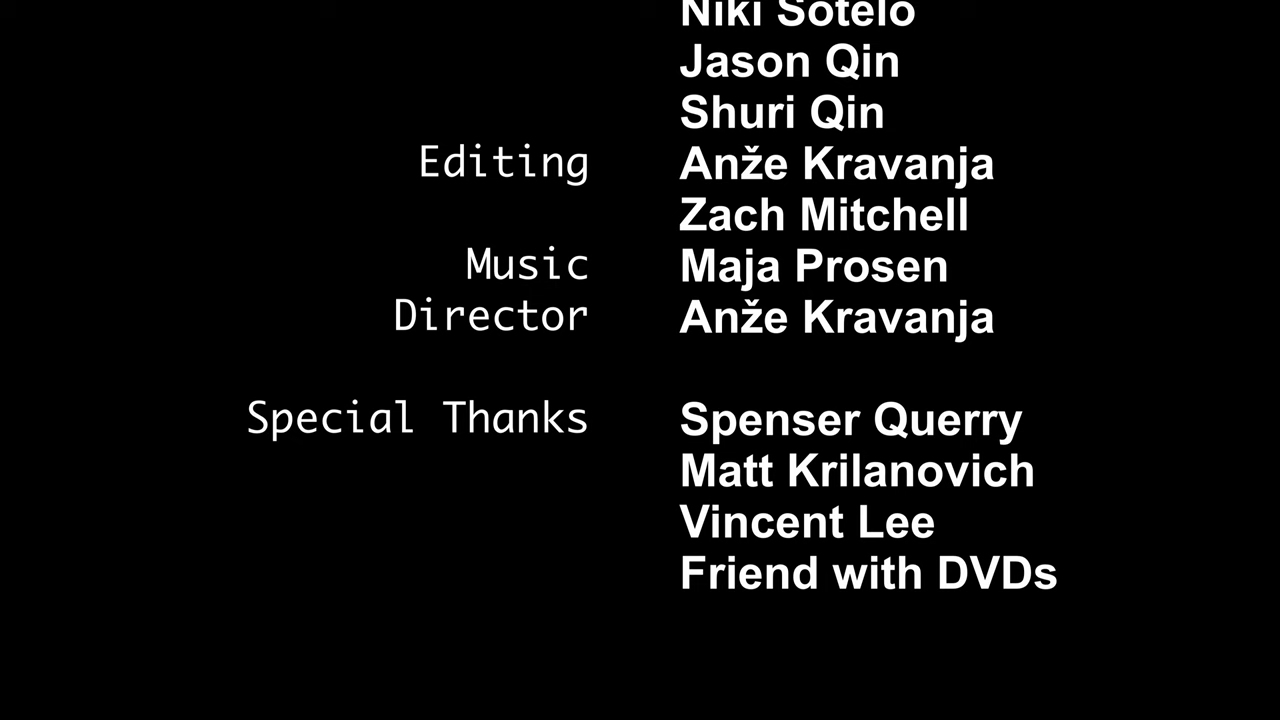 Niki Sotelo
Jason Qin
Shuri Qin
Editing Anže Kravanja
Zach Mitchell
Music Maja Prosen
Director Anže Kravanja
Special Thanks Spenser Querry
Matt Krilanovich
Vincent Lee
Friend with DVDs